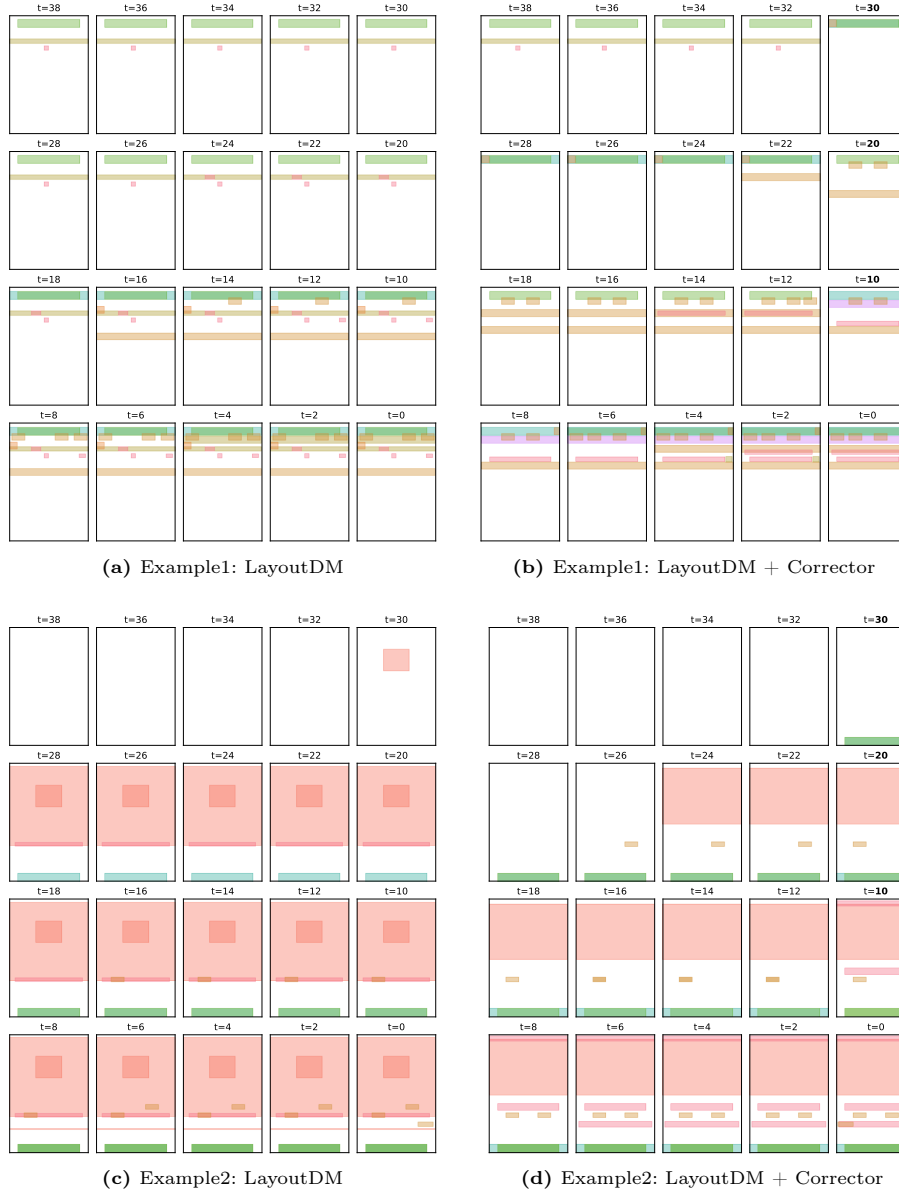 t=38 t=36 t=34 t=32 t=30
t=28 t=26 t=24 t=22 t=20
t=18 t=16 t=14 t=12 t=10
t=8 t=6 t=4 t=2 t=0
(a) Example1: LayoutDM
t=38 t=36 t=34 t=32 t=30
t=28 t=26 t=24 t=22 t=20
t=18 t=16 t=14 t=12 t=10
t=8 t=6 t=4 t=2 t=0
(b) Example1: LayoutDM + Corrector
t=38 t=36 t=34 t=32 t=30
t=28 t=26 t=24 t=22 t=20
t=18 t=16 t=14 t=12 t=10
t=8 t=6 t=4 t=2 t=0
(c) Example2: LayoutDM
t=38 t=36 t=34 t=32 t=30
t=28 t=26 t=24 t=22 t=20
t=18 t=16 t=14 t=12 t=10
t=8 t=6 t=4 t=2 t=0
(d) Example2: LayoutDM + Corrector